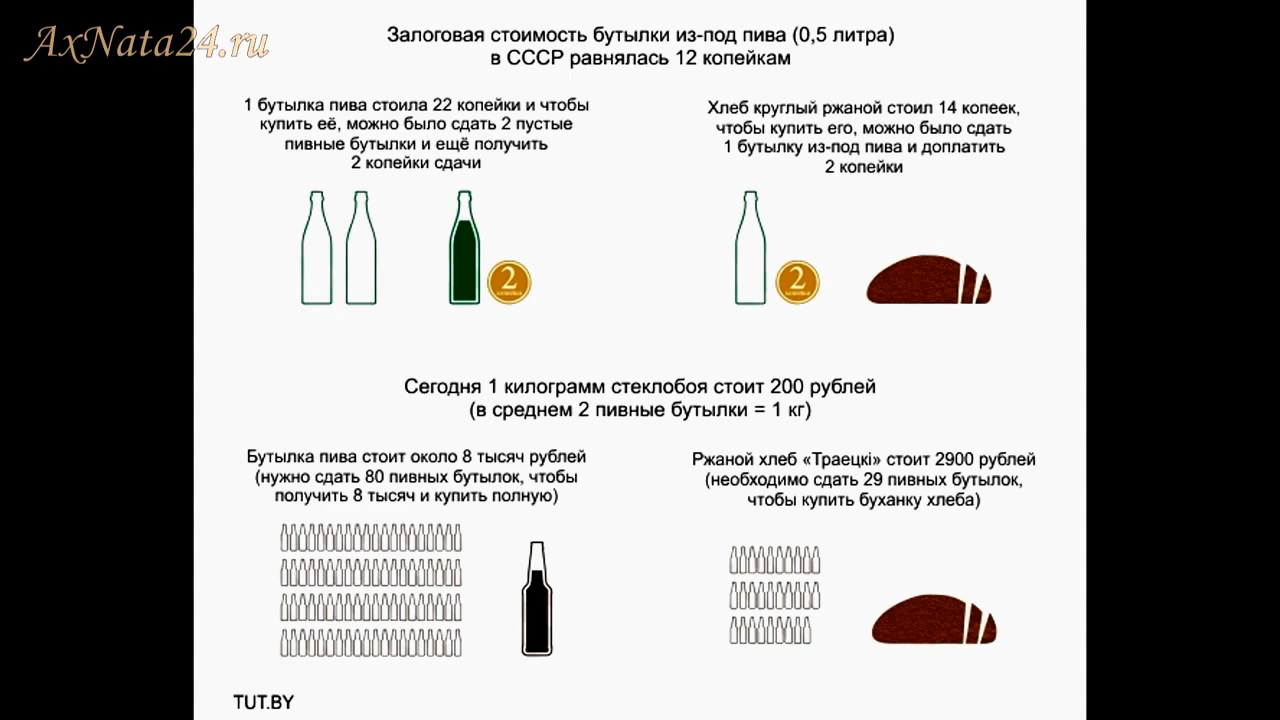 AxNata24.ru
Залоговая стоимость бутылки из-под пива (0,5 литра)
в СССР равнялась 12 копейкам
1 бутылка пива стоила 22 копейки и чтобы
купить её, можно было сдать 2 пустые
пивные бутылки и ещё получить
2 копейки сдачи
Хлеб круглый ржаной стоил 14 копеек,
чтобы купить его, можно было сдать
1 бутылку из-под пива и доплатить
2 копейки
2
2
Сегодня 1 килограмм стеклобоя стоит 200 рублей
(в среднем 2 пивные бутылки = 1 кг)
Бутылка пива стоит около 8 тысяч рублей
(нужно сдать 80 пивных бутылок, чтобы
получить 8 тысяч и купить полную)
Ржаной хлеб «Траецкі» стоит 2900 рублей
(необходимо сдать 29 пивных бутылок,
чтобы купить буханку хлеба)
TUT.BY